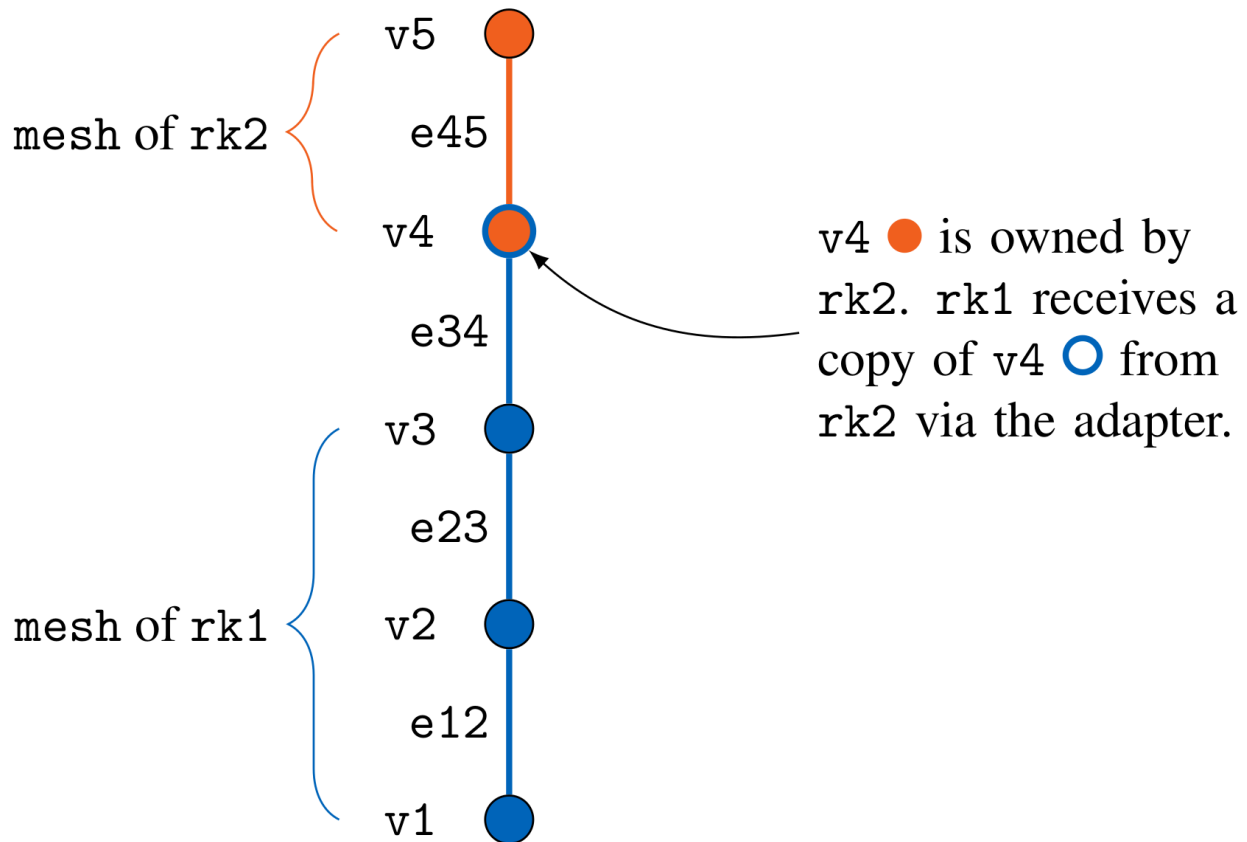 v5
mesh of rk2
e45
v4
v4 is owned by
rk2. rk1 receives a
copy of v4 from
rk2 via the adapter.
e34
v3
e23
mesh of rk1
v2
e12
v1